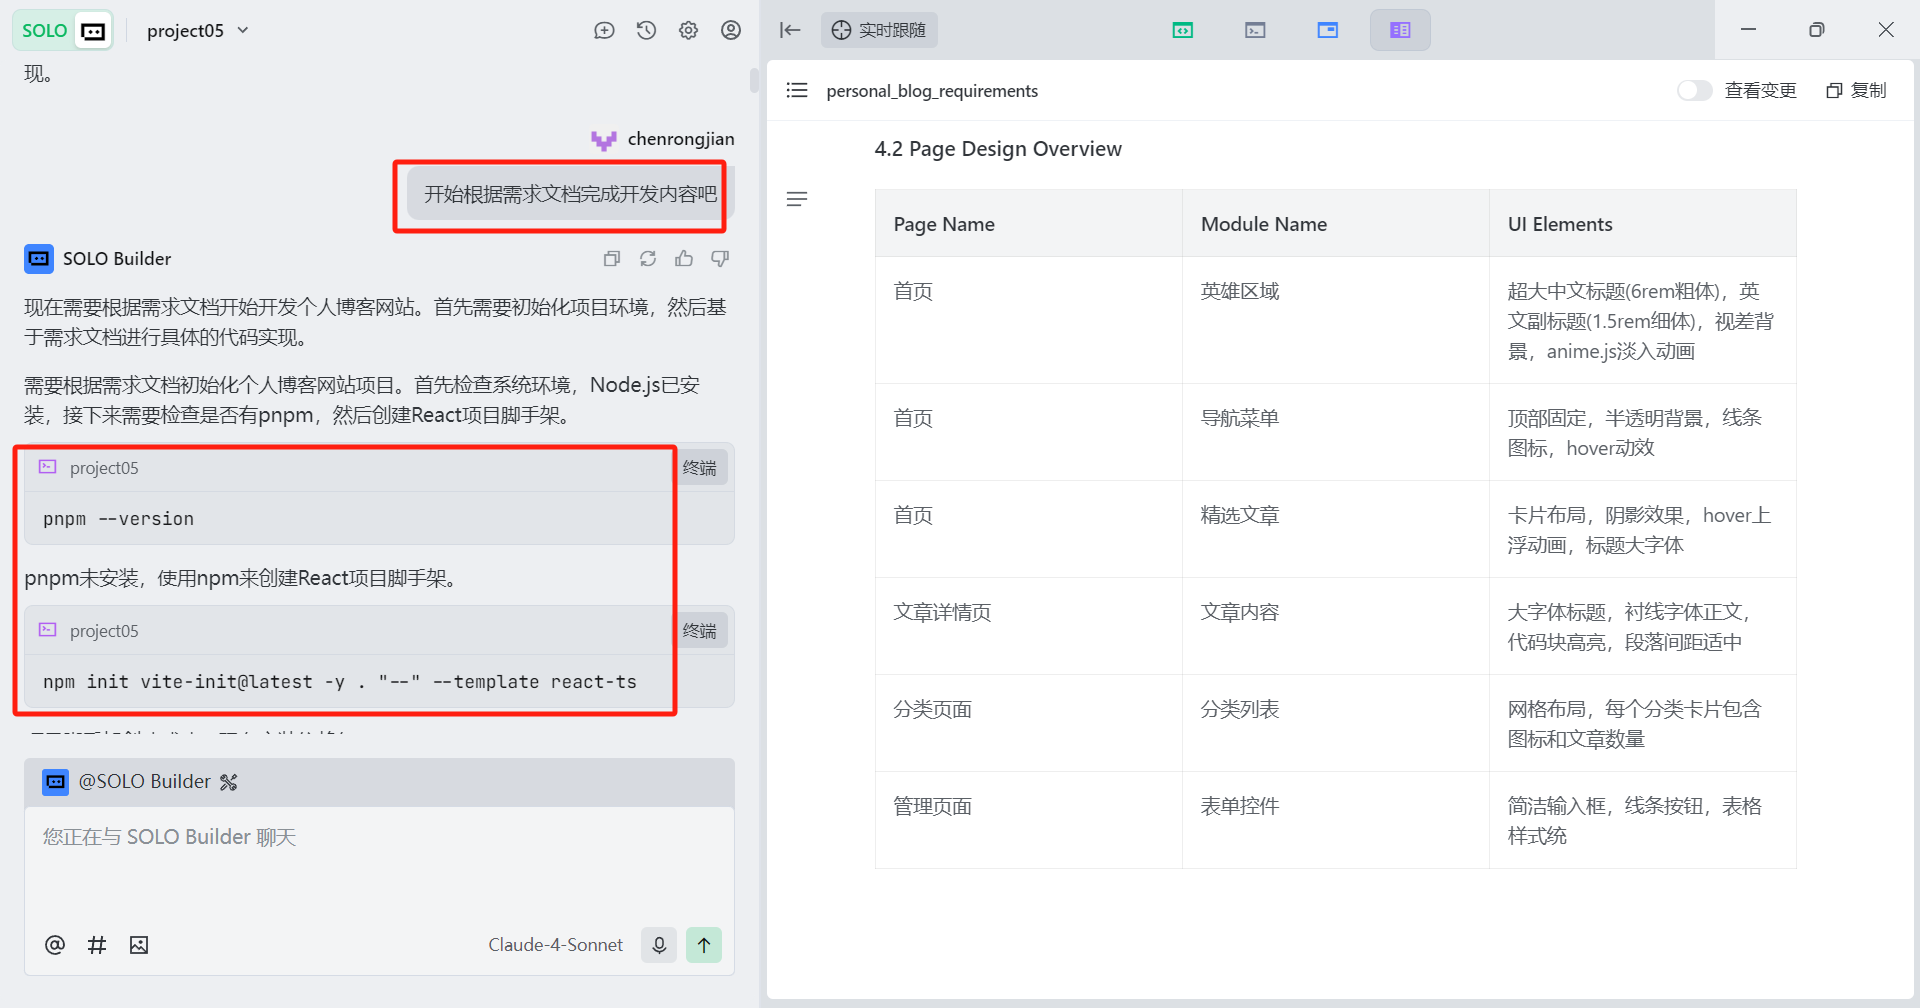 SOLO
project05
现。
chenrongjian
开始根据需求文档完成开发内容吧
SOLO Builder
现在需要根据需求文档开始开发个人博客网站。首先需要初始化项目环境，然后基
于需求文档进行具体的代码实现。
需要根据需求文档初始化个人博客网站项目。首先检查系统环境，Node.js已安
装，接下来需要检查是否有pnpm，然后创建React项目脚手架。
project05
终端
pnpm --version
pnpm未安装，使用npm来创建React项目脚手架。
project05
终端
npm init vite-init@latest -y . "--" --template react-ts
@SOLO Builder
您正在与 SOLO Builder 聊天
Claude-4-Sonnet
实时跟随
personal_blog_requirements
查看变更
复制
4.2 Page Design Overview
Page Name
Module Name
UI Elements
首页
英雄区域
超大中文标题(6rem粗体)，英
文副标题(1.5rem细体)，视差背
景，anime.js淡入动画
首页
导航菜单
顶部固定，半透明背景，线条
图标，hover动效
首页
精选文章
卡片布局，阴影效果，hover上
浮动画，标题大字体
文章详情页
文章内容
大字体标题，衬线字体正文，
代码块高亮，段落间距适中
分类页面
分类列表
网格布局，每个分类卡片包含
图标和文章数量
管理页面
表单控件
简洁输入框，线条按钮，表格
样式统